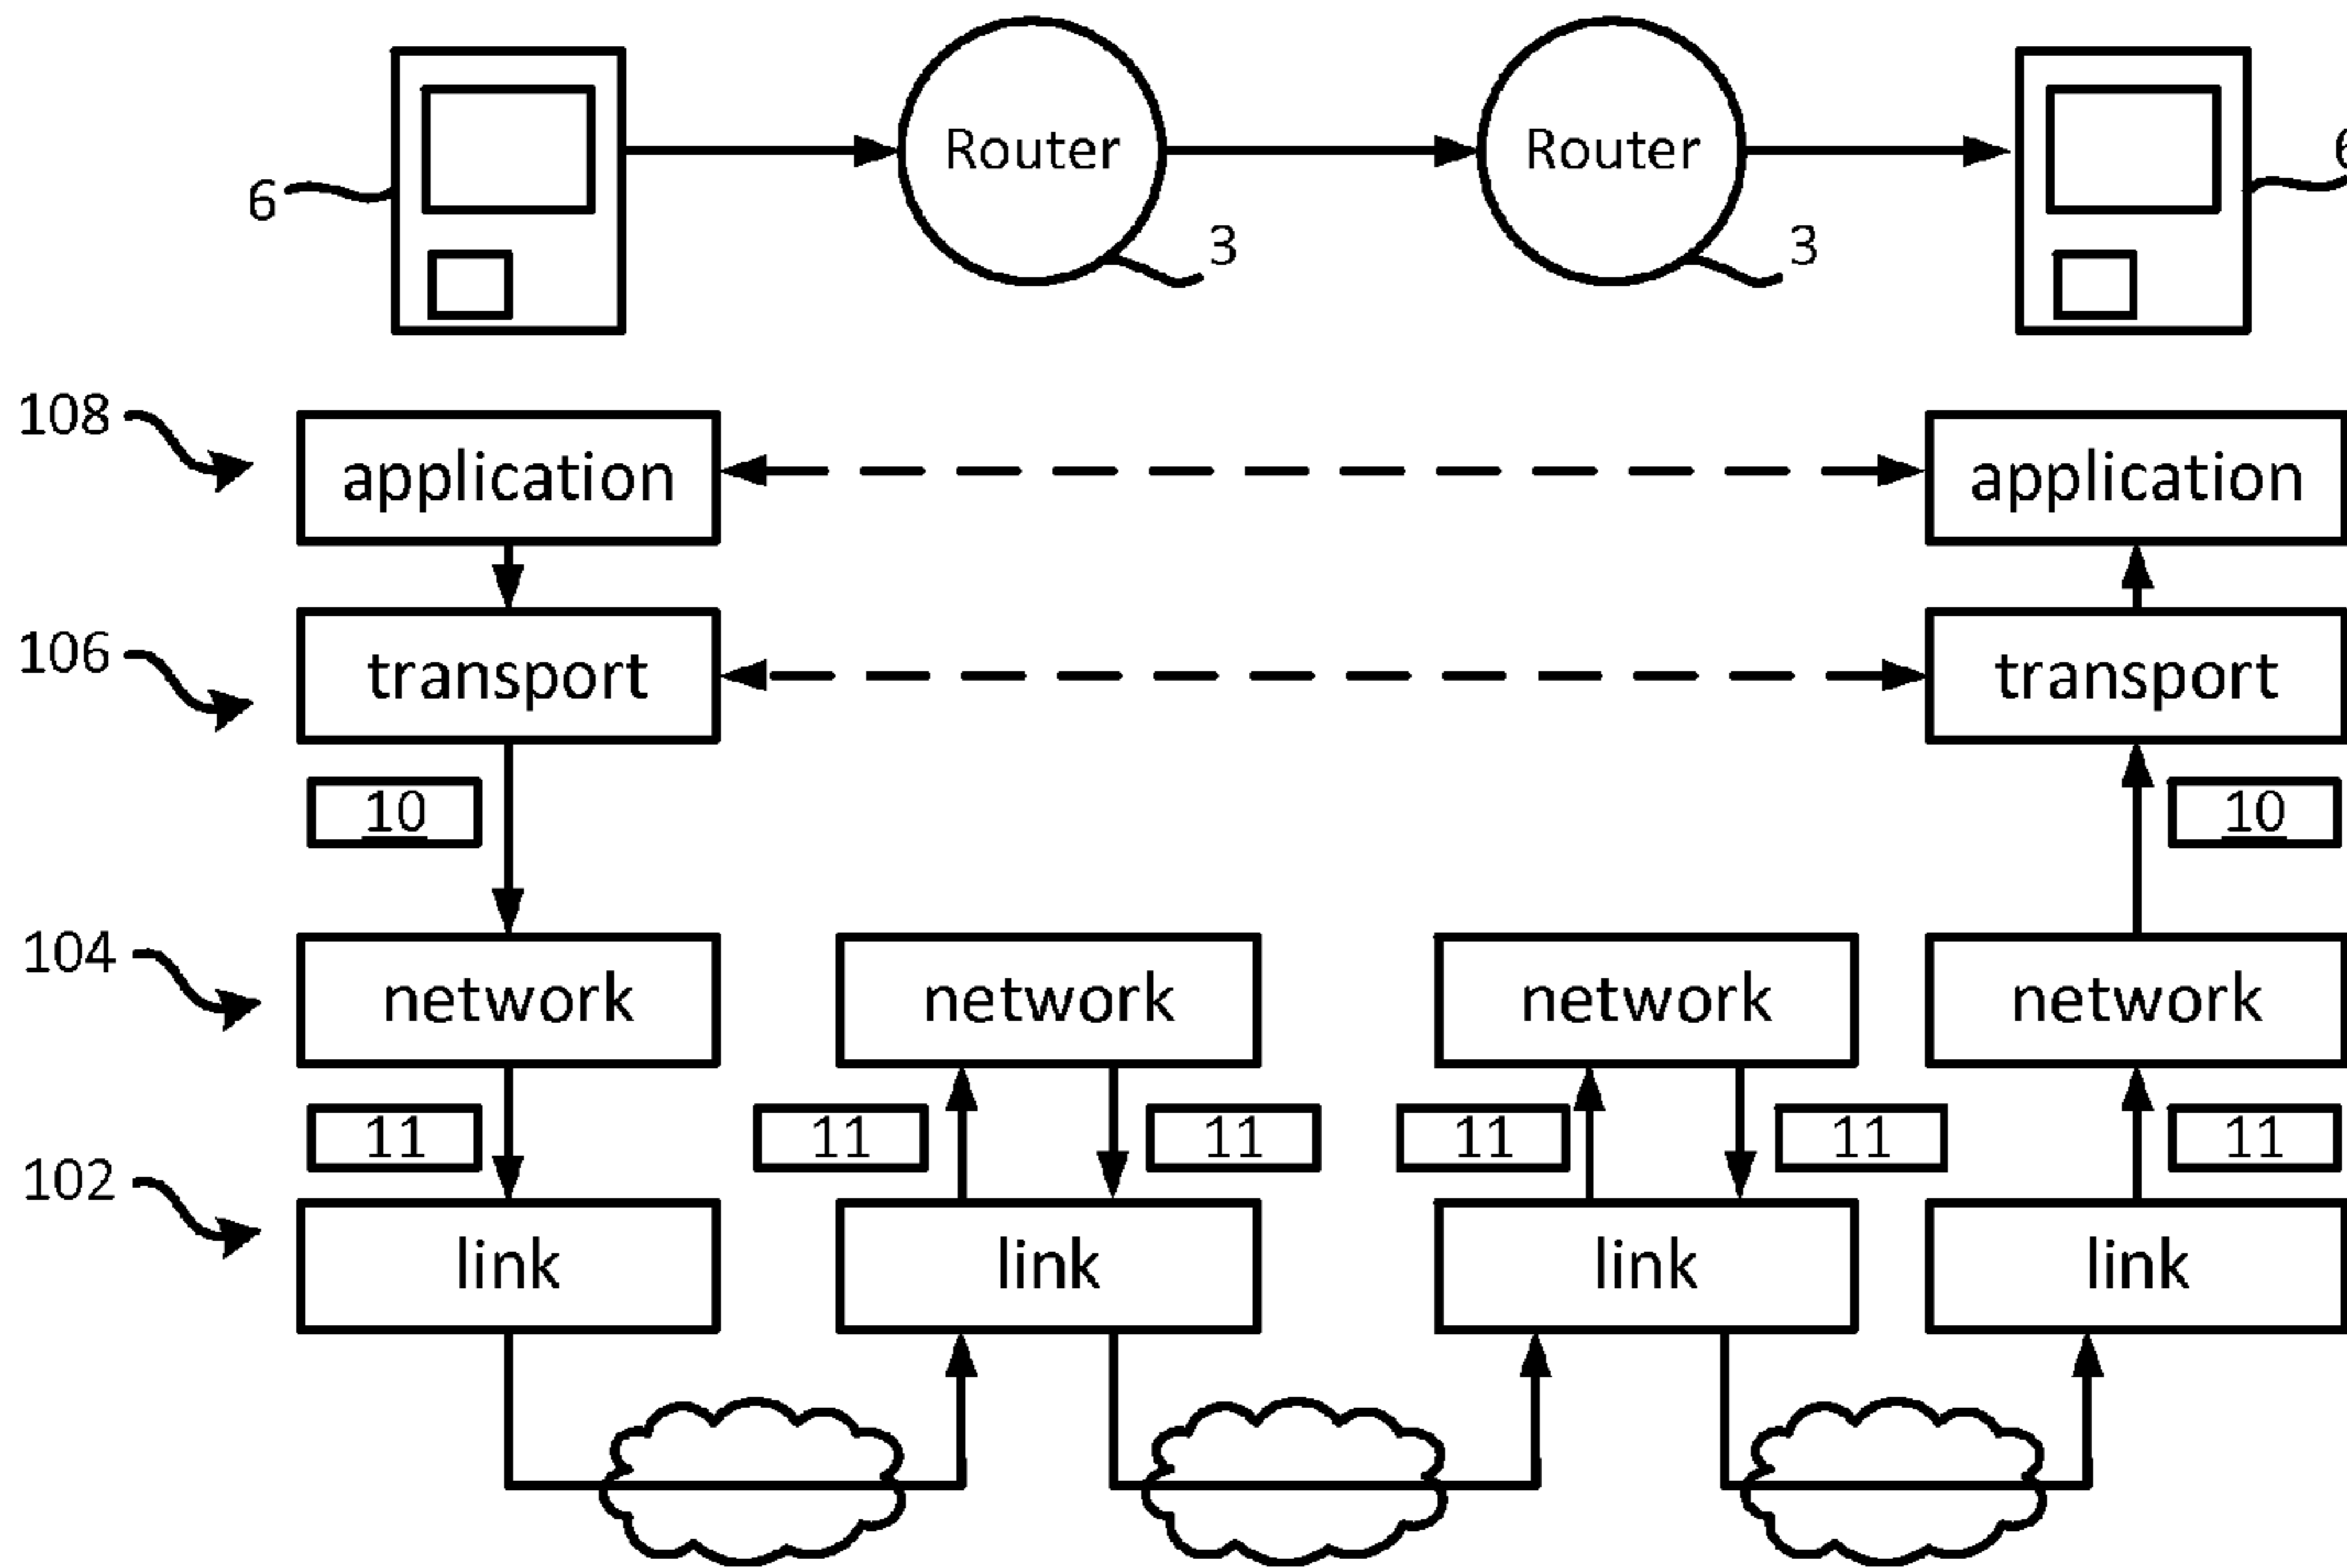 Router Router
6 6
3 3
108
application application
106
transport transport
10 10
104
network network network network
11 11 11 11 11 11
102
link link link link